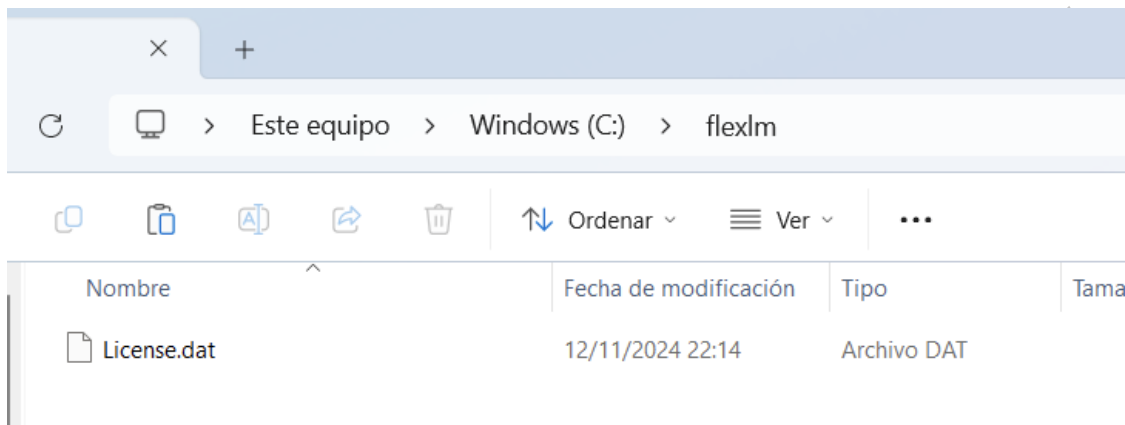 Este equipo > Windows (C:) > flexlm
Ordenar Ver
Nombre Fecha de modificación Tipo Tama
License.dat 12/11/2024 22:14 Archivo DAT